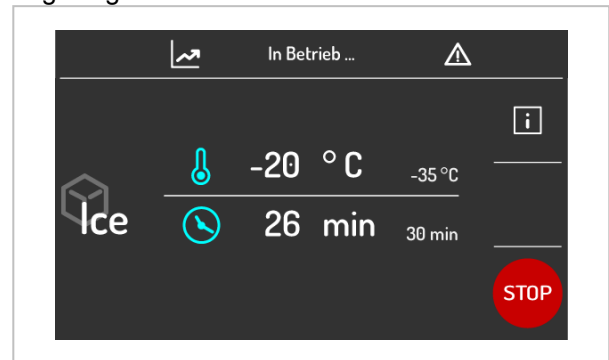 In Betrieb ...
i
-20 °C
-35 °C
Ice
26 min
30 min
STOP